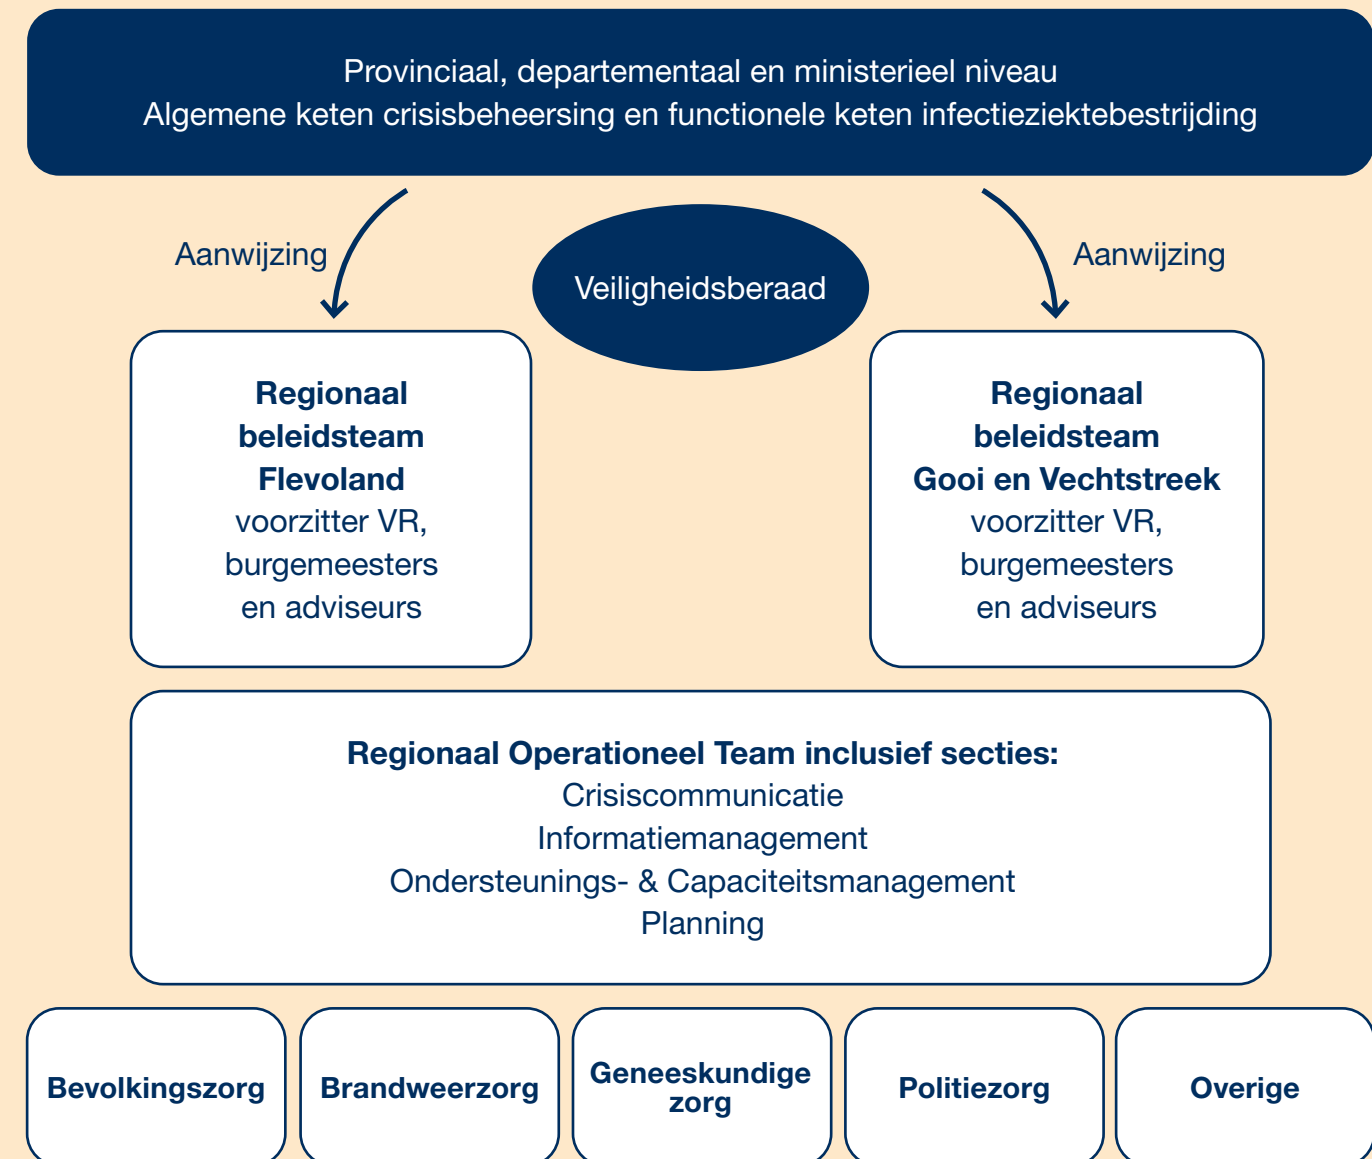 Provinciaal, departementaal en ministerieel niveau
Algemene keten crisisbeheersing en functionele keten infectieziektebestrijding
Aanwijzing
Veiligheidsberaad
Aanwijzing
Regionaal
beleidsteam
Flevoland
voorzitter VR,
burgemeesters
en adviseurs
Regionaal
beleidsteam
Gooi en Vechtstreek
voorzitter VR,
burgemeesters
en adviseurs
Regionaal Operationeel Team inclusief secties:
Crisiscommunicatie
Informatiemanagement
Ondersteunings- & Capaciteitsmanagement
Planning
Bevolkingszorg
Brandweerzorg
Geneeskundige
zorg
Politiezorg
Overige